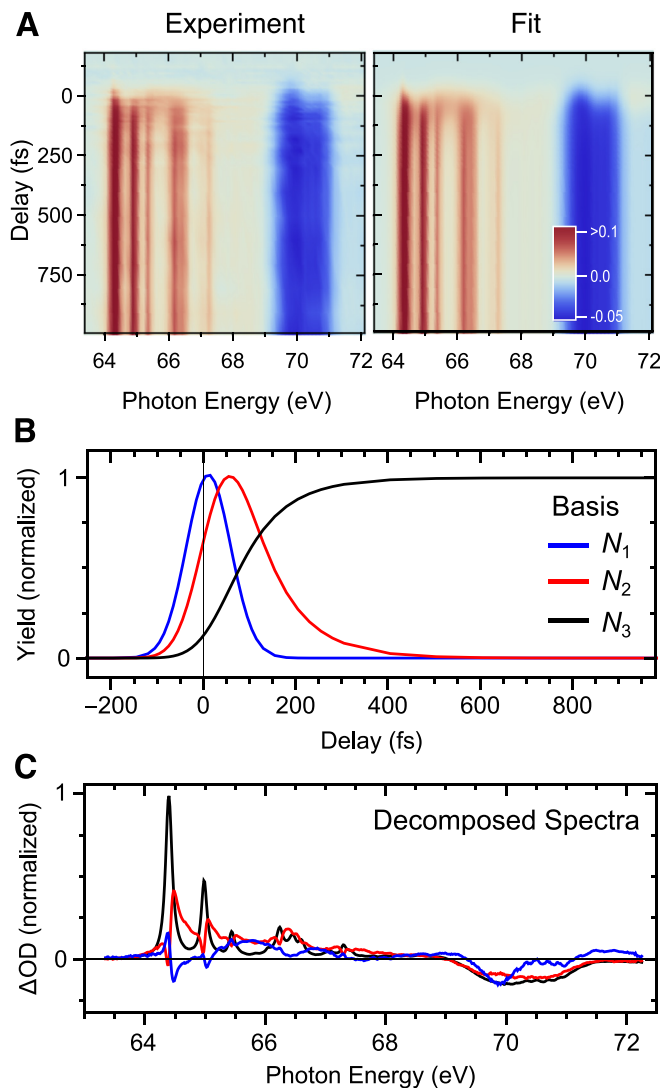 A
Experiment
Fit
Delay (fs)
0
250
500
750
>0.1
0.0
-0.05
64 66 68 70 72
64 66 68 70 72
Photon Energy (eV)
Photon Energy (eV)
B
Yield (normalized)
1
0
Basis
N1
N2
N3
−200 0 200 400 600 800
Delay (fs)
C
ΔOD (normalized)
1
0
Decomposed Spectra
64 66 68 70 72
Photon Energy (eV)